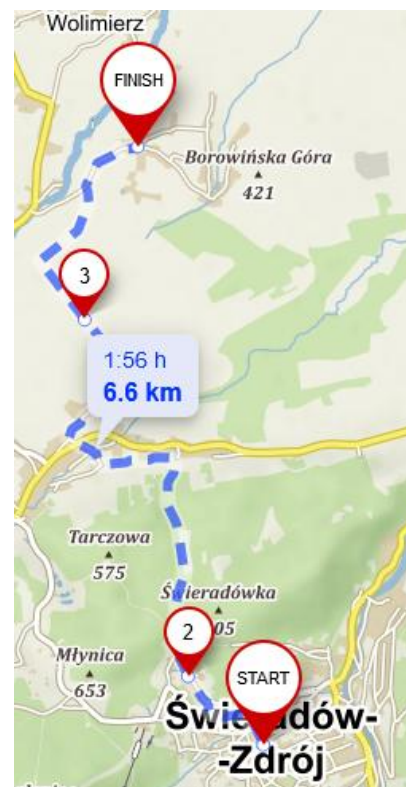 Wolimierz
FINISH
Borowińska Góra
421
3
1:56 h
6.6 km
Tarczowa
575
Świeradówka
05
2
Młynica
653
START
Świeradów-
-Zdrój